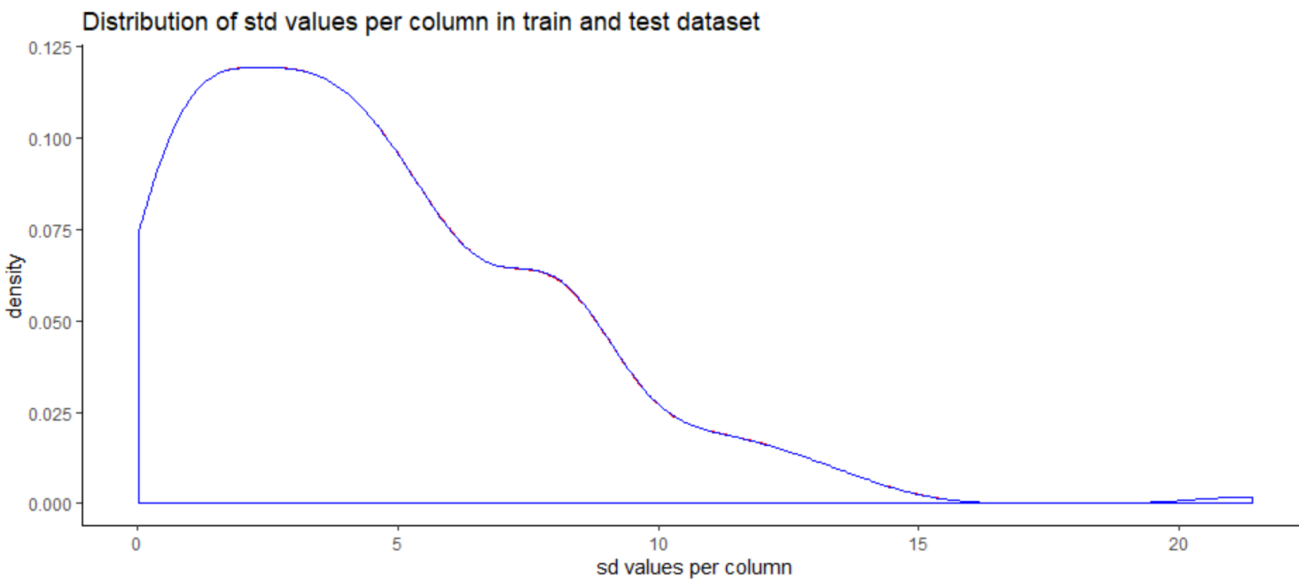 Distribution of std values per column in train and test dataset
0.125
0.100
0.075
0.050
0.025
0.000
density
0 5 10 15 20
sd values per column